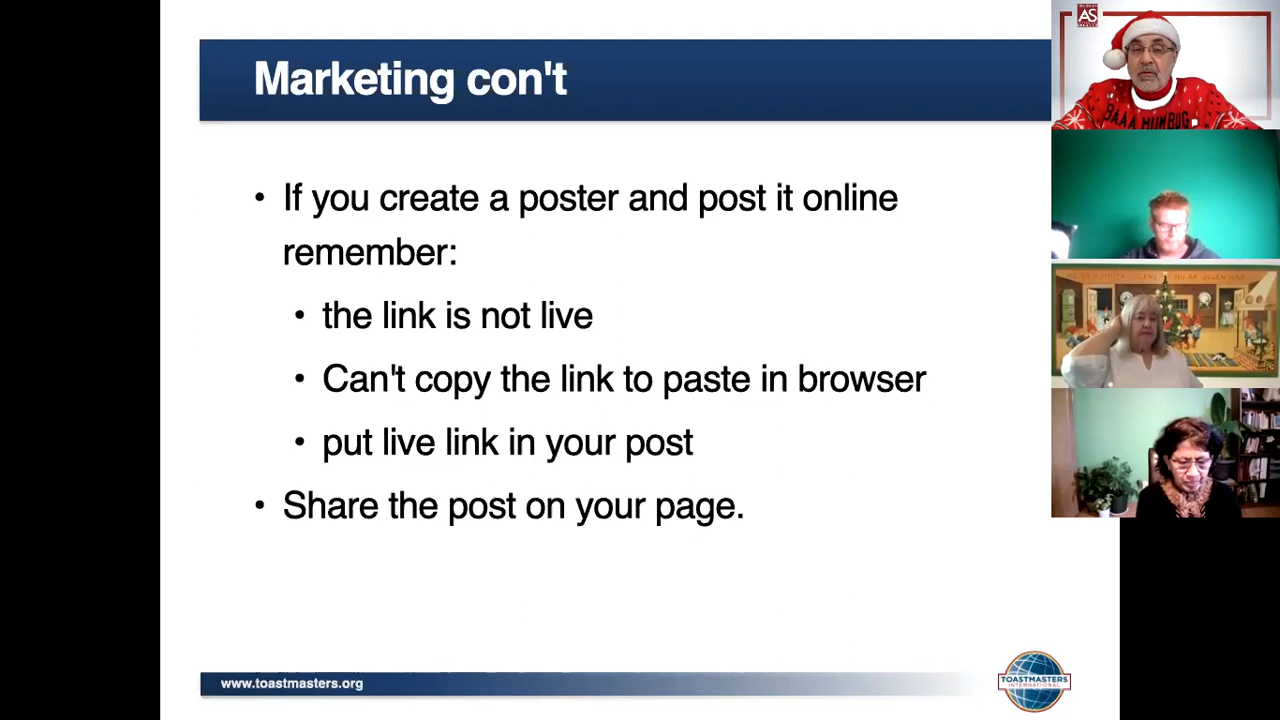 Marketing con't
• If you create a poster and post it online
remember:
• the link is not live
• Can't copy the link to paste in browser
• put live link in your post
• Share the post on your page.
www.toastmasters.org
TOASTMASTERS
INTERNATIONAL
AS
BAAA HUMBUG